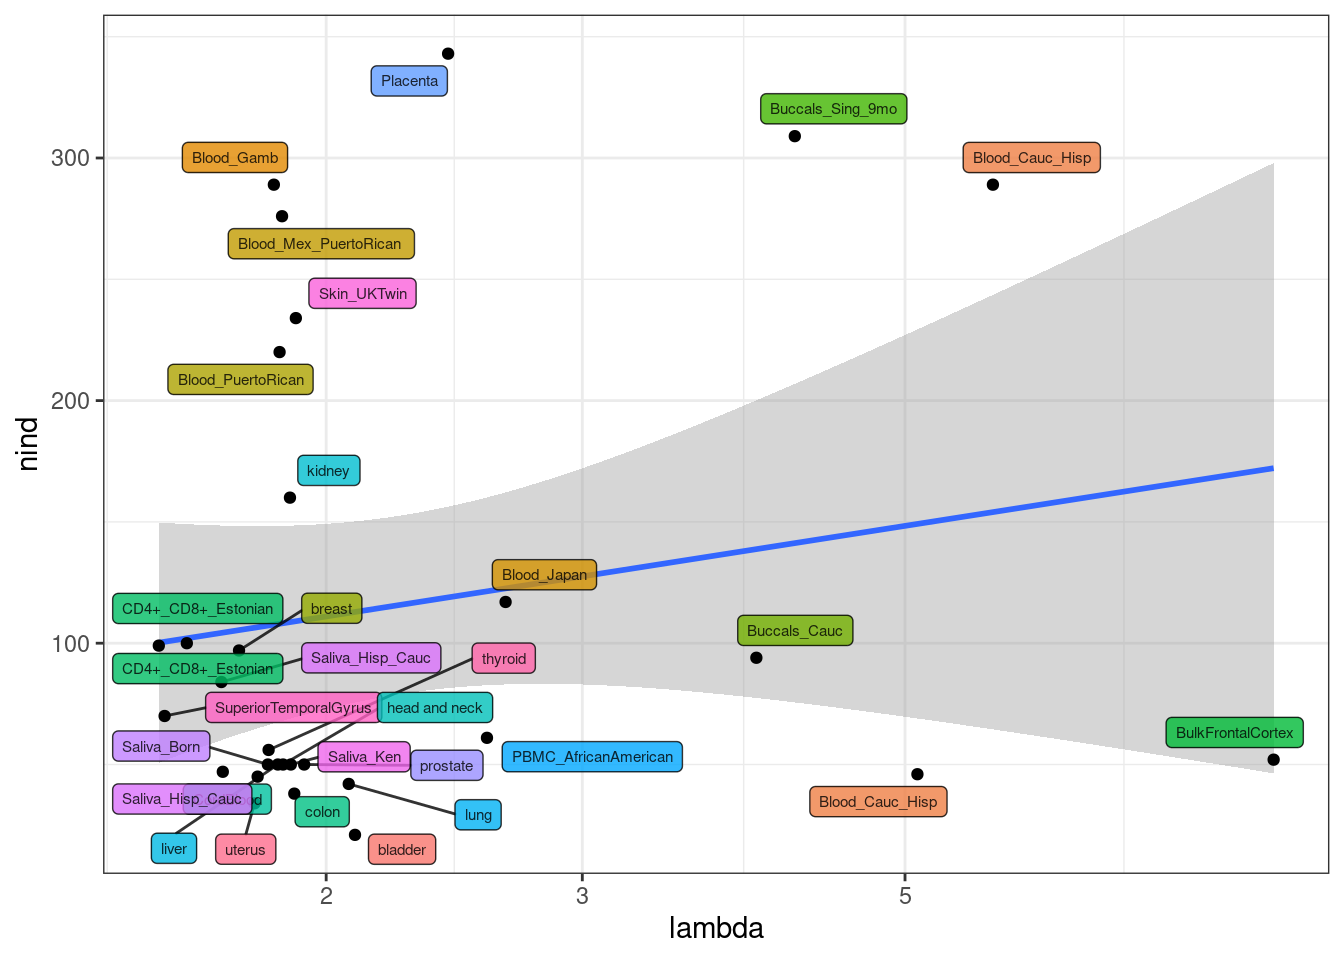 Placenta
Buccals_Sing_9mo
Blood_Gamb
Blood_Cauc_Hisp
300
Blood_Mex_PuertoRican
Skin_UKTwin
Blood_PuertoRican
200
nind
kidney
Blood_Japan
CD4+_CD8+_Estonian
breast
Buccals_Cauc
100
Saliva_Hisp_Cauc
thyroid
CD4+_CD8+_Estonian
SuperiorTemporalGyrus
head and neck
BulkFrontalCortex
Saliva_Born
Saliva_Ken
prostate
PBMC_AfricanAmerican
Saliva_Hisp_Cauc
Blood_Cauc_Hisp
colon
lung
liver
uterus
bladder
2
3
5
lambda